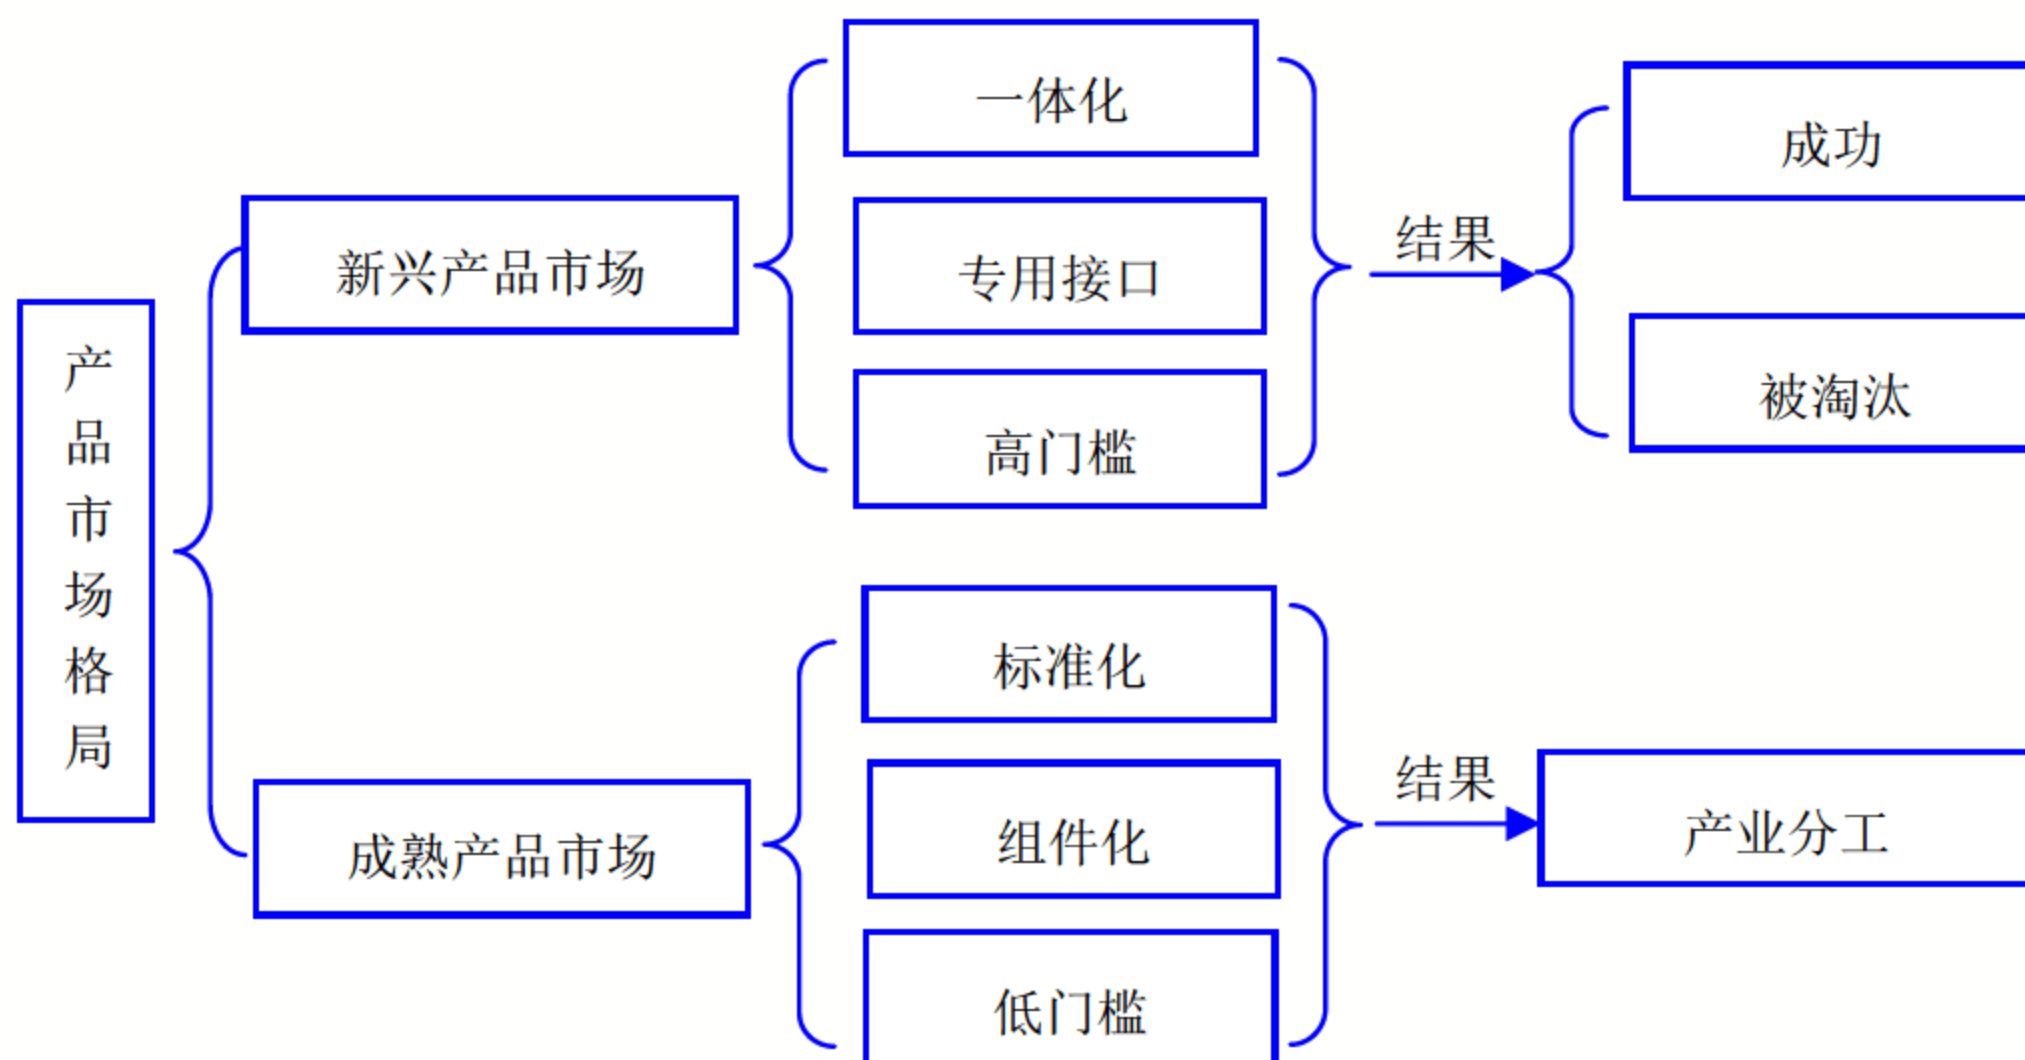 产品市场格局
新兴产品市场
一体化
专用接口
高门槛
结果
成功
被淘汰
成熟产品市场
标准化
组件化
低门槛
结果
产业分工